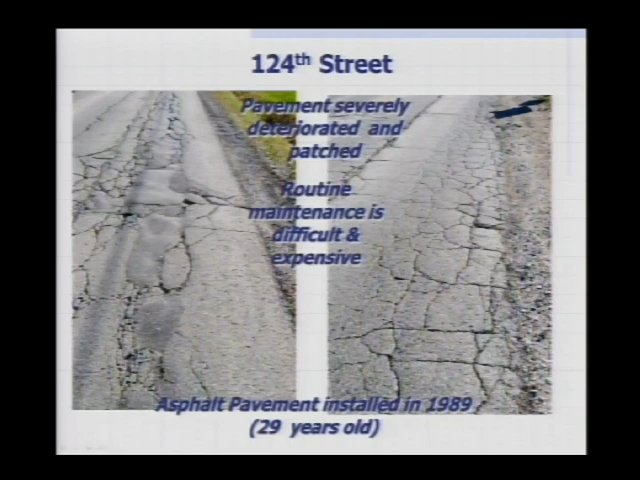 124th Street
Pavement severely
deteriorated and
patched
Routine
maintenance is
difficult &
expensive
Asphalt Pavement installed in 1989
(29 years old)